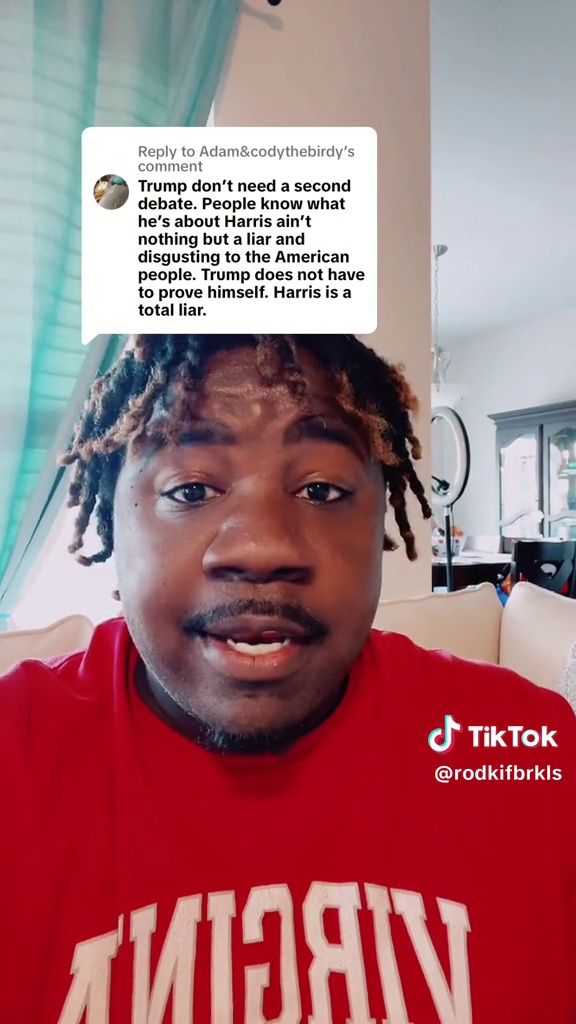 Reply to Adam&codythebirdy's
comment
Trump don't need a second
debate. People know what
he's about Harris ain't
nothing but a liar and
disgusting to the American
people. Trump does not have
to prove himself. Harris is a
total liar.
TikTok
@rodkifbrkls
VIRGINIA